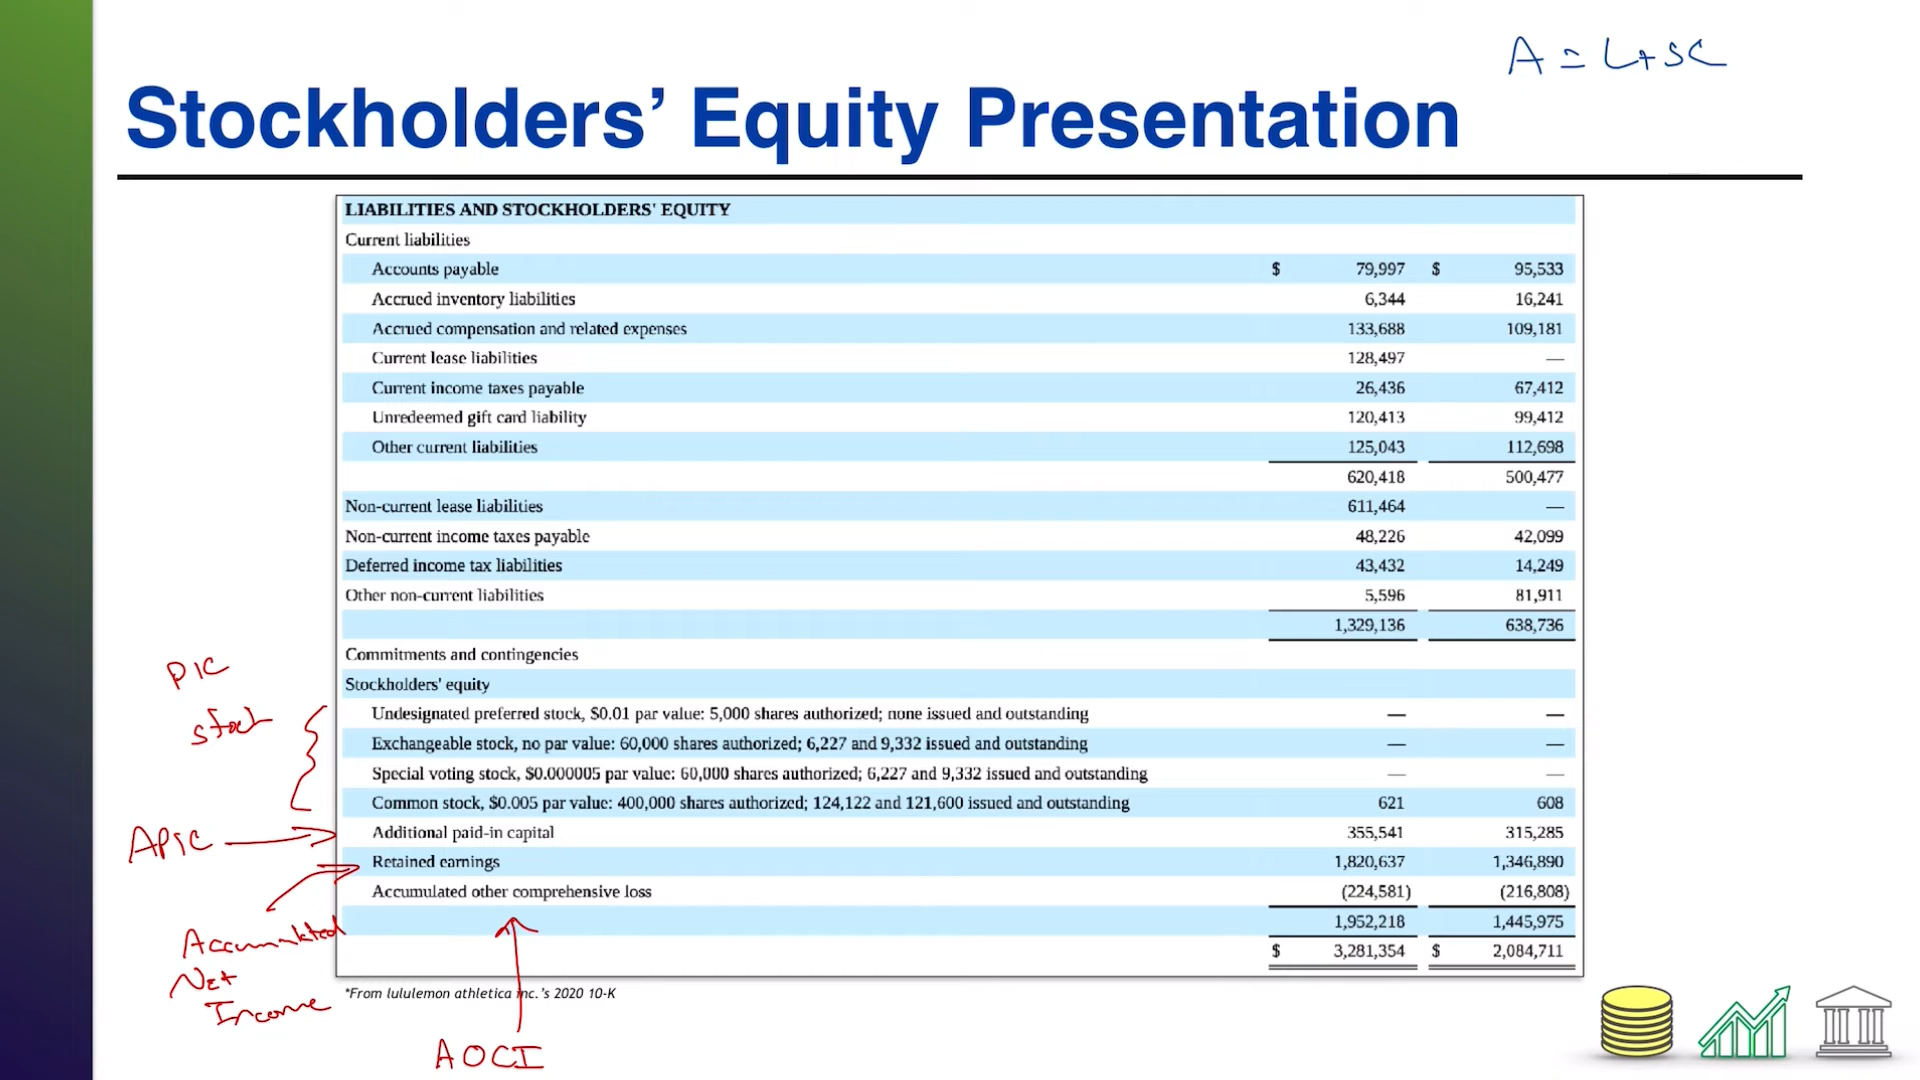 A = L+SE
Stockholders’ Equity Presentation
LIABILITIES AND STOCKHOLDERS' EQUITY
Current liabilities
Accounts payable $ 79,997 $ 95,533
Accrued inventory liabilities 6,344 16,241
Accrued compensation and related expenses 133,688 109,181
Current lease liabilities 128,497 —
Current income taxes payable 26,436 67,412
Unredeemed gift card liability 120,413 99,412
Other current liabilities 125,043 112,698
620,418 500,477
Non-current lease liabilities 611,464 —
Non-current income taxes payable 48,226 42,099
Deferred income tax liabilities 43,432 14,249
Other non-current liabilities 5,596 81,911
1,329,136 638,736
Commitments and contingencies
PIC
Stockholders' equity
stock
Undesignated preferred stock, $0.01 par value: 5,000 shares authorized; none issued and outstanding — —
Exchangeable stock, no par value: 60,000 shares authorized; 6,227 and 9,332 issued and outstanding — —
Special voting stock, $0.000005 par value: 60,000 shares authorized; 6,227 and 9,332 issued and outstanding — —
Common stock, $0.005 par value: 400,000 shares authorized; 124,122 and 121,600 issued and outstanding 621 608
APIC
Additional paid-in capital 355,541 315,285
Retained earnings 1,820,637 1,346,890
Accumulated other comprehensive loss (224,581) (216,808)
1,952,218 1,445,975
$ 3,281,354 $ 2,084,711
Accumulated
Net
Income
*From lululemon athletica inc.'s 2020 10-K
AOCI